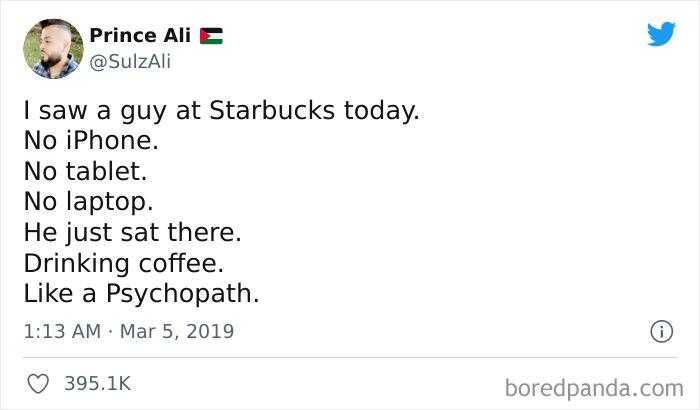 Prince Ali 🇵🇸
@SulzAli
I saw a guy at Starbucks today.
No iPhone.
No tablet.
No laptop.
He just sat there.
Drinking coffee.
Like a Psychopath.
1:13 AM · Mar 5, 2019
395.1K
boredpanda.com